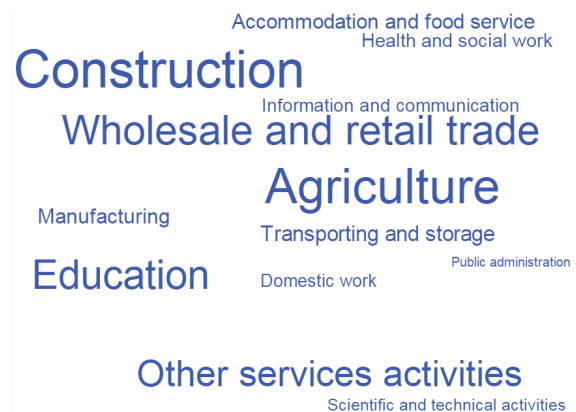 Accommodation and food service
Health and social work
Construction
Information and communication
Wholesale and retail trade
Agriculture
Manufacturing
Transporting and storage
Public administration
Education
Domestic work
Other services activities
Scientific and technical activities